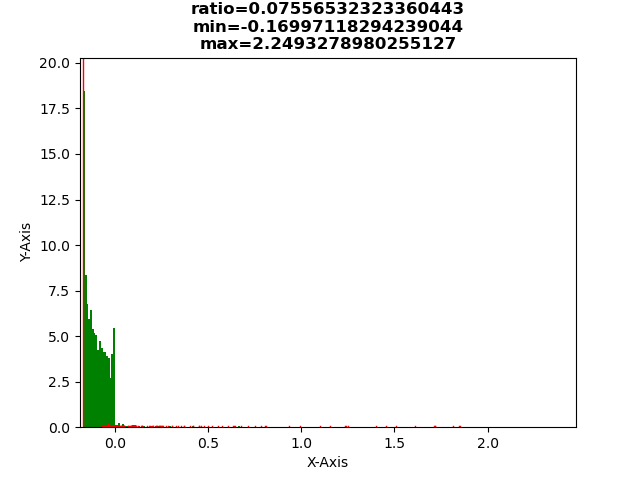 ratio=0.07556532323360443
min=-0.16997118294239044
max=2.2493278980255127
20.0
17.5
15.0
12.5
10.0
7.5
5.0
2.5
0.0
Y-Axis
0.0 0.5 1.0 1.5 2.0
X-Axis